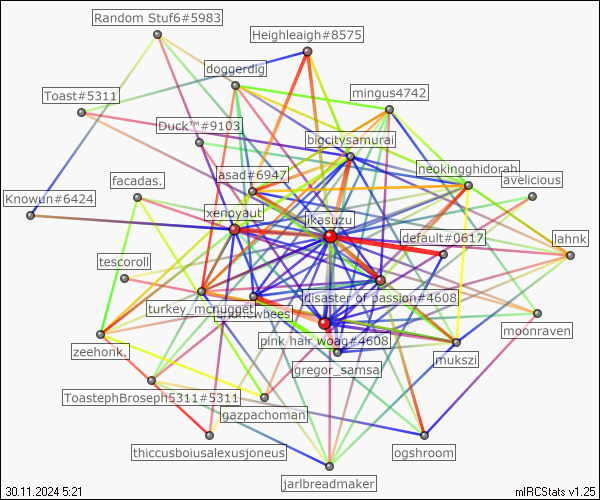 Random Stuf6#5983
Heighleaigh#8575
doggerdig
mingus4742
Toast#5311
Duck™#9103
bigcitysamurai
neokingghidorah
asad#6947
avelicious
facadas.
Knowun#6424
xenoyaut
jikasuzu
default#0617
lahnk
tescoroll
disaster of passion#4608
turkey_mcnugget
moonraven
pink hair woag#4608
zeehonk.
mukszi
gregor_samsa
ToastephBroseph5311#5311
gazpachoman
thiccusboiusalexusjoneus
ogshroom
jarlbreadmaker
30.11.2024 5:21
mIRCStats v1.25